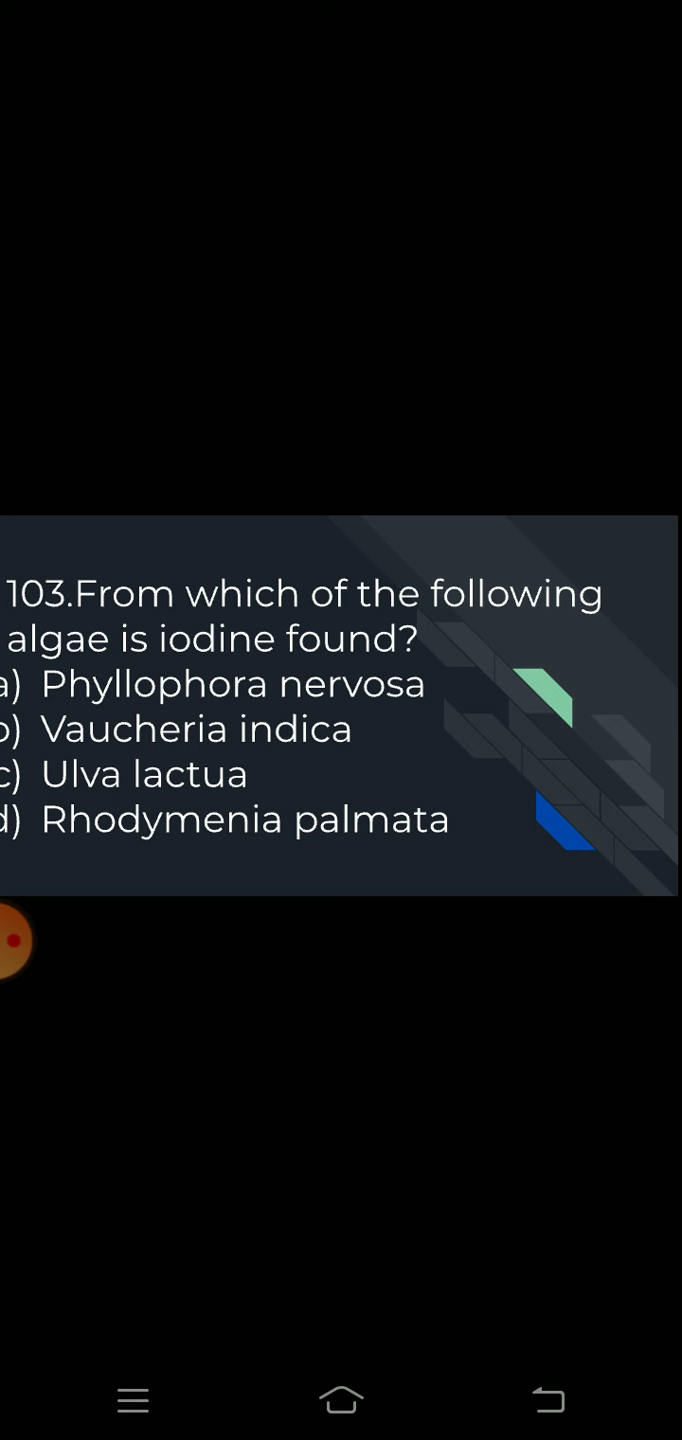 103.From which of the following
algae is iodine found?
a) Phyllophora nervosa
b) Vaucheria indica
c) Ulva lactua
d) Rhodymenia palmata